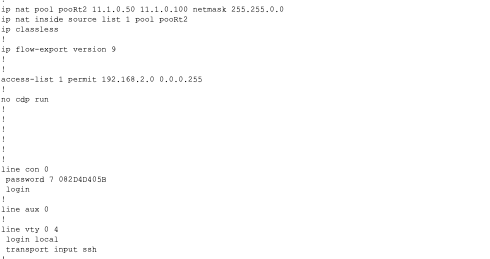 !
ip nat pool pooRt2 11.1.0.50 11.1.0.100 netmask 255.255.0.0
ip nat inside source list 1 pool pooRt2
ip classless
!
ip flow-export version 9
!
!
access-list 1 permit 192.168.2.0 0.0.0.255
!
no cdp run
!
!
!
!
!
!
line con 0
 password 7 082D4D405B
 login
!
line aux 0
!
line vty 0 4
 login local
 transport input ssh
!